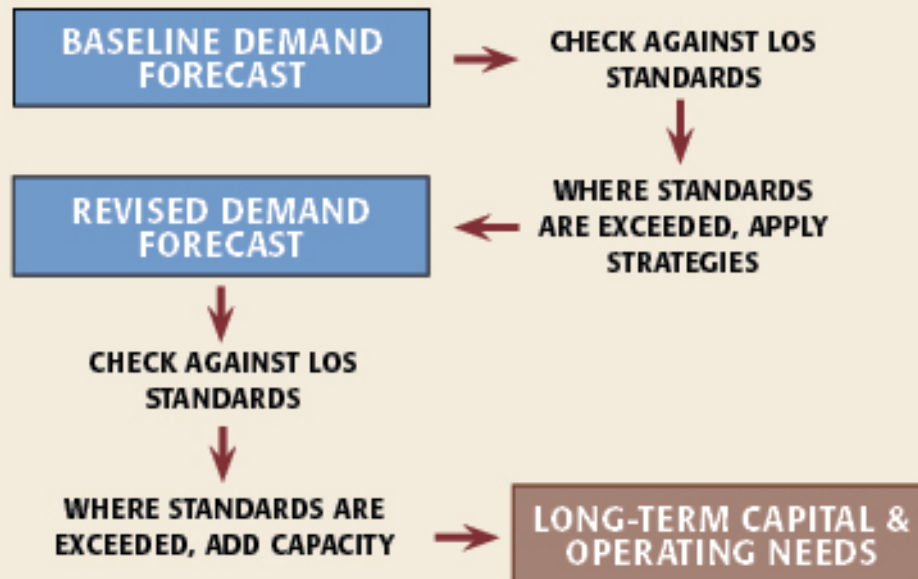 BASELINE DEMAND
FORECAST
CHECK AGAINST LOS
STANDARDS
WHERE STANDARDS
ARE EXCEEDED, APPLY
STRATEGIES
REVISED DEMAND
FORECAST
CHECK AGAINST LOS
STANDARDS
WHERE STANDARDS ARE
EXCEEDED, ADD CAPACITY
LONG-TERM CAPITAL &
OPERATING NEEDS